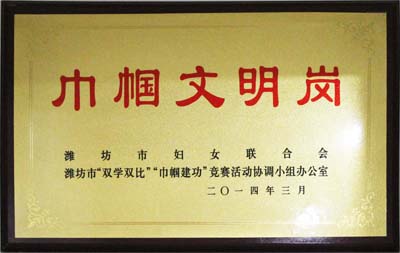 巾帼文明岗
潍坊市妇女联合会
潍坊市“双学双比”“巾帼建功”竞赛活动协调小组办公室
二〇一四年三月